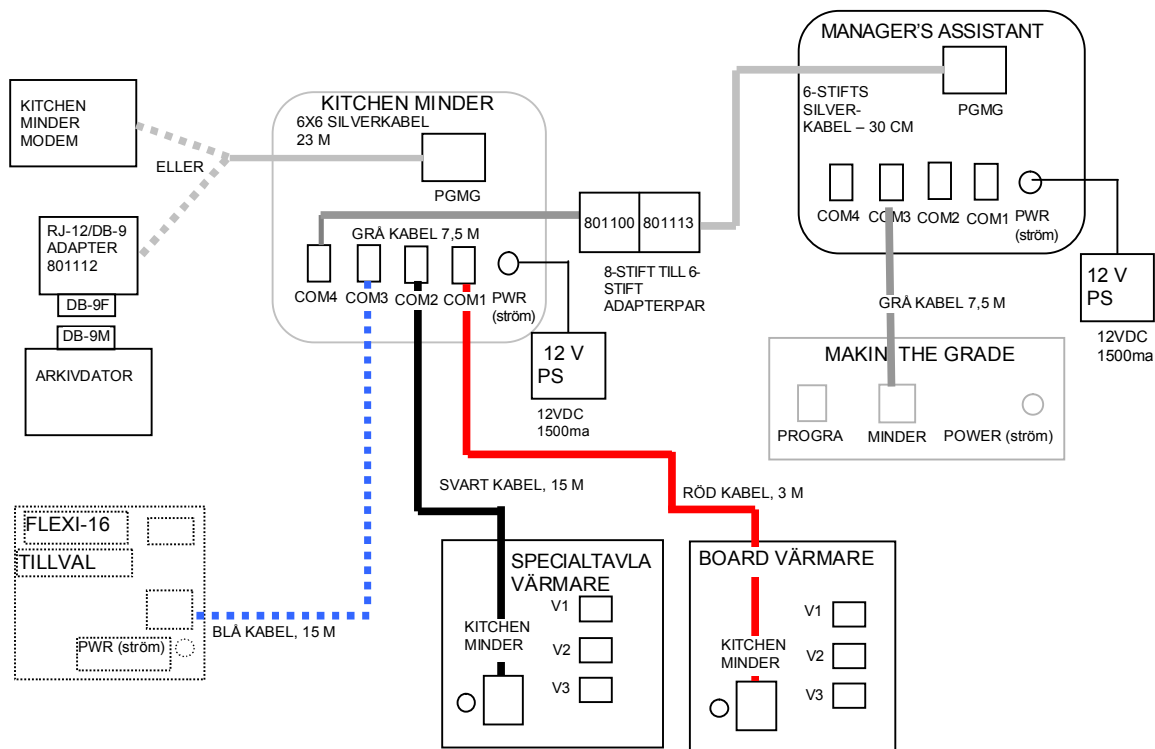 MANAGER'S ASSISTANT
6-STIFTS
SILVER-
KABEL – 30 CM
PGMG
COM4
COM3
COM2
COM1
PWR
(ström)
12 V
PS
12VDC
1500ma
KITCHEN
MINDER
MODEM
ELLER
RJ-12/DB-9
ADAPTER
801112
DB-9F
DB-9M
ARKIVDATOR
KITCHEN MINDER
6X6 SILVERKABEL
23 M
PGMG
GRÅ KABEL 7,5 M
COM4
COM3
COM2
COM1
PWR
(ström)
12 V
PS
12VDC
1500ma
801100
801113
8-STIFT TILL 6-
STIFT
ADAPTERPAR
GRÅ KABEL 7,5 M
MAKIN' THE GRADE
PROGRA
MINDER
POWER (ström)
SVART KABEL, 15 M
RÖD KABEL, 3 M
FLEXI-16
TILLVAL
PWR (ström)
BLÅ KABEL, 15 M
SPECIALTAVLA
VÄRMARE
V1
V2
V3
KITCHEN
MINDER
BOARD VÄRMARE
V1
V2
V3
KITCHEN
MINDER